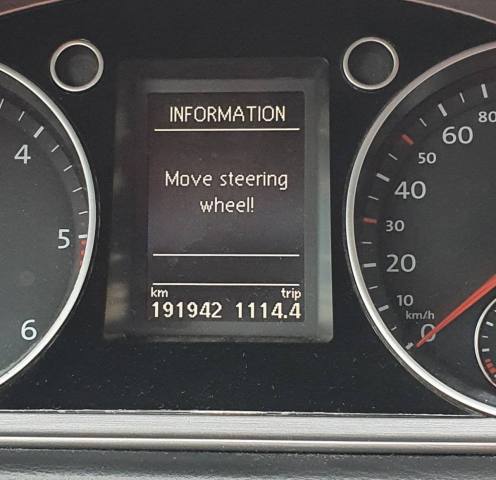 INFORMATION
Move steering
wheel!
km trip
191942 1114.4
4
5
6
80
60
50
40
30
20
10
km/h
0